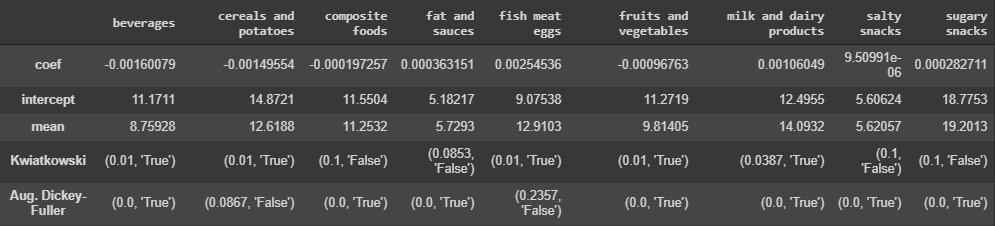 beverages cereals and potatoes composite foods fat and sauces fish meat eggs fruits and vegetables milk and dairy products salty snacks sugary snacks
coef -0.00160079 -0.00149554 -0.000197257 0.000363151 0.00254536 -0.00096763 0.00106049 9.50991e-06 0.000282711
intercept 11.1711 14.8721 11.5504 5.18217 9.07538 11.2719 12.4955 5.60624 18.7753
mean 8.75928 12.6188 11.2532 5.7293 12.9103 9.81405 14.0932 5.62057 19.2013
Kwiatkowski (0.01, 'True') (0.01, 'True') (0.1, 'False') (0.0853, 'False') (0.01, 'True') (0.01, 'True') (0.0387, 'True') (0.1, 'False') (0.1, 'False')
Aug. Dickey-Fuller (0.0, 'True') (0.0867, 'False') (0.0, 'True') (0.0, 'True') (0.2357, 'False') (0.0, 'True') (0.0, 'True') (0.0, 'True') (0.0, 'True')